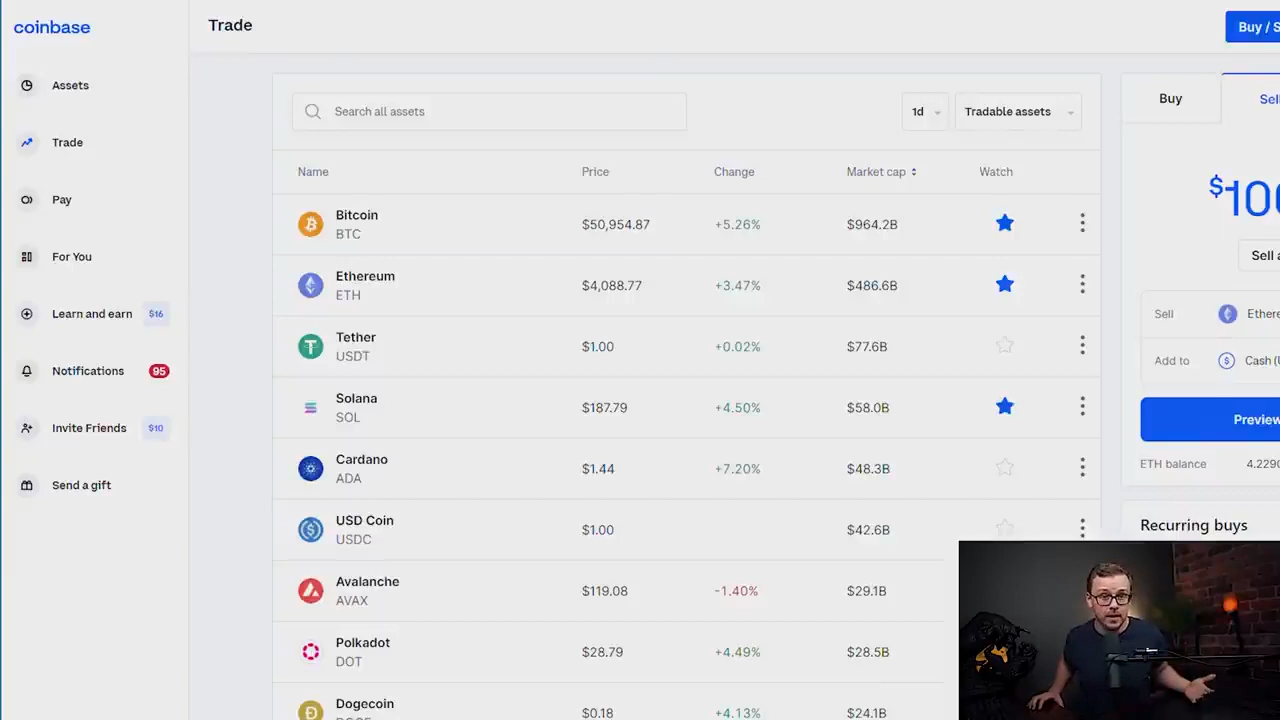 coinbase
Trade
Buy / S
Assets
Trade
Pay
For You
Learn and earn $16
Notifications 95
Invite Friends $10
Send a gift
Search all assets
1d
Tradable assets
Name Price Change Market cap Watch
Bitcoin
BTC
$50,954.87 +5.26% $964.2B
Ethereum
ETH
$4,088.77 +3.47% $486.6B
Tether
USDT
$1.00 +0.02% $77.6B
Solana
SOL
$187.79 +4.50% $58.0B
Cardano
ADA
$1.44 +7.20% $48.3B
USD Coin
USDC
$1.00 $42.6B
Avalanche
AVAX
$119.08 -1.40% $29.1B
Polkadot
DOT
$28.79 +4.49% $28.5B
Dogecoin
$0.18 +4.13% $24.1B
Buy Sell
$100
Sell a
Sell Ethere
Add to Cash (U
Preview
ETH balance 4.2290
Recurring buys